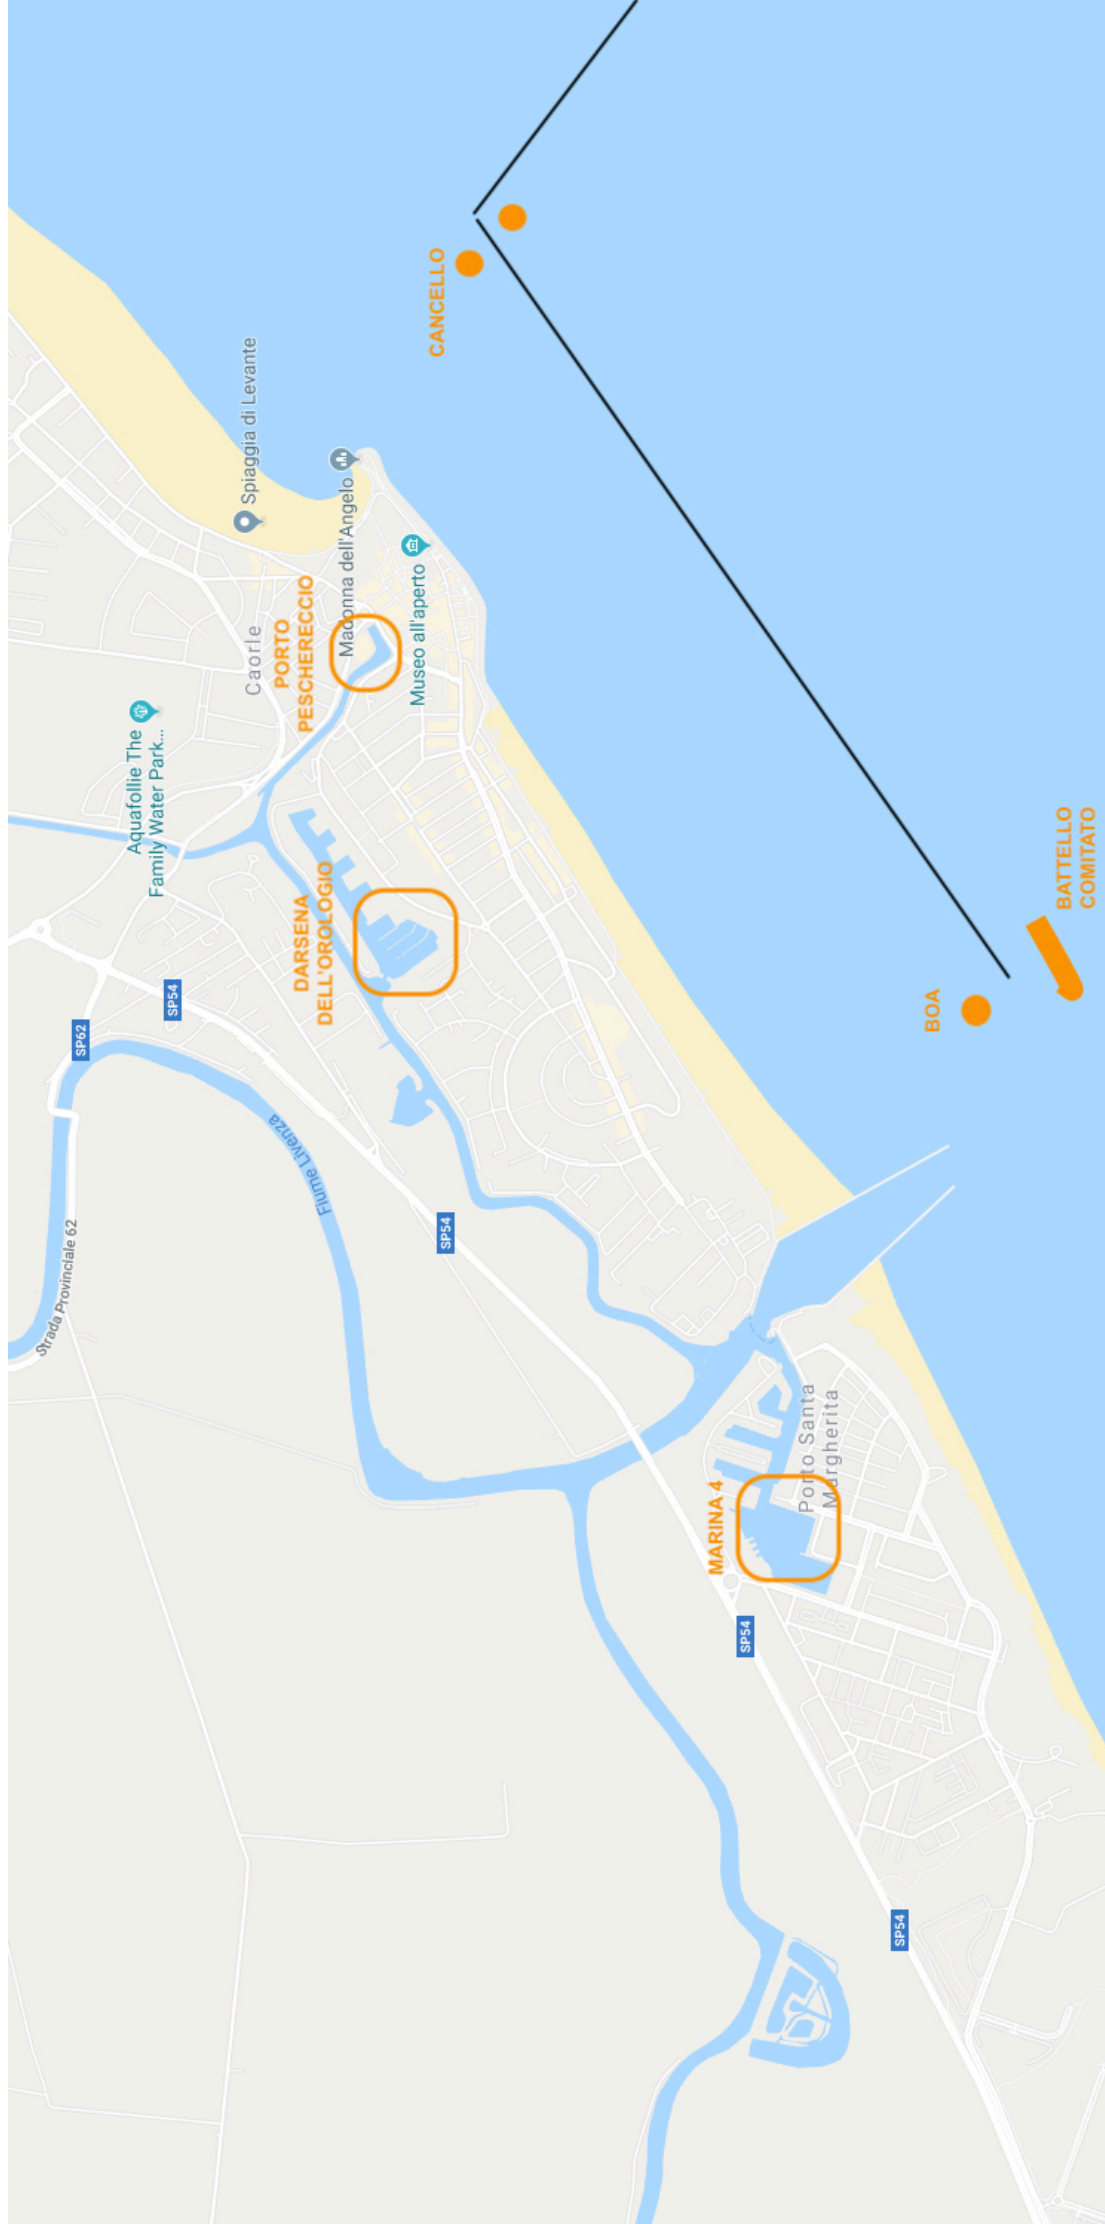 Spiaggia di Levante
CANCELLO
Madonna dell'Angelo
Museo all'aperto
Caorle
PORTO
PESCHERECCIO
Aquafollie The
Family Water Park...
DARSENA
DELL'OROLOGIO
SP54
SP62
BATTELLO
COMITATO
BOA
Fiume Livenza
Strada Provinciale 62
SP54
Porto Santa
Margherita
MARINA 4
SP54
SP54